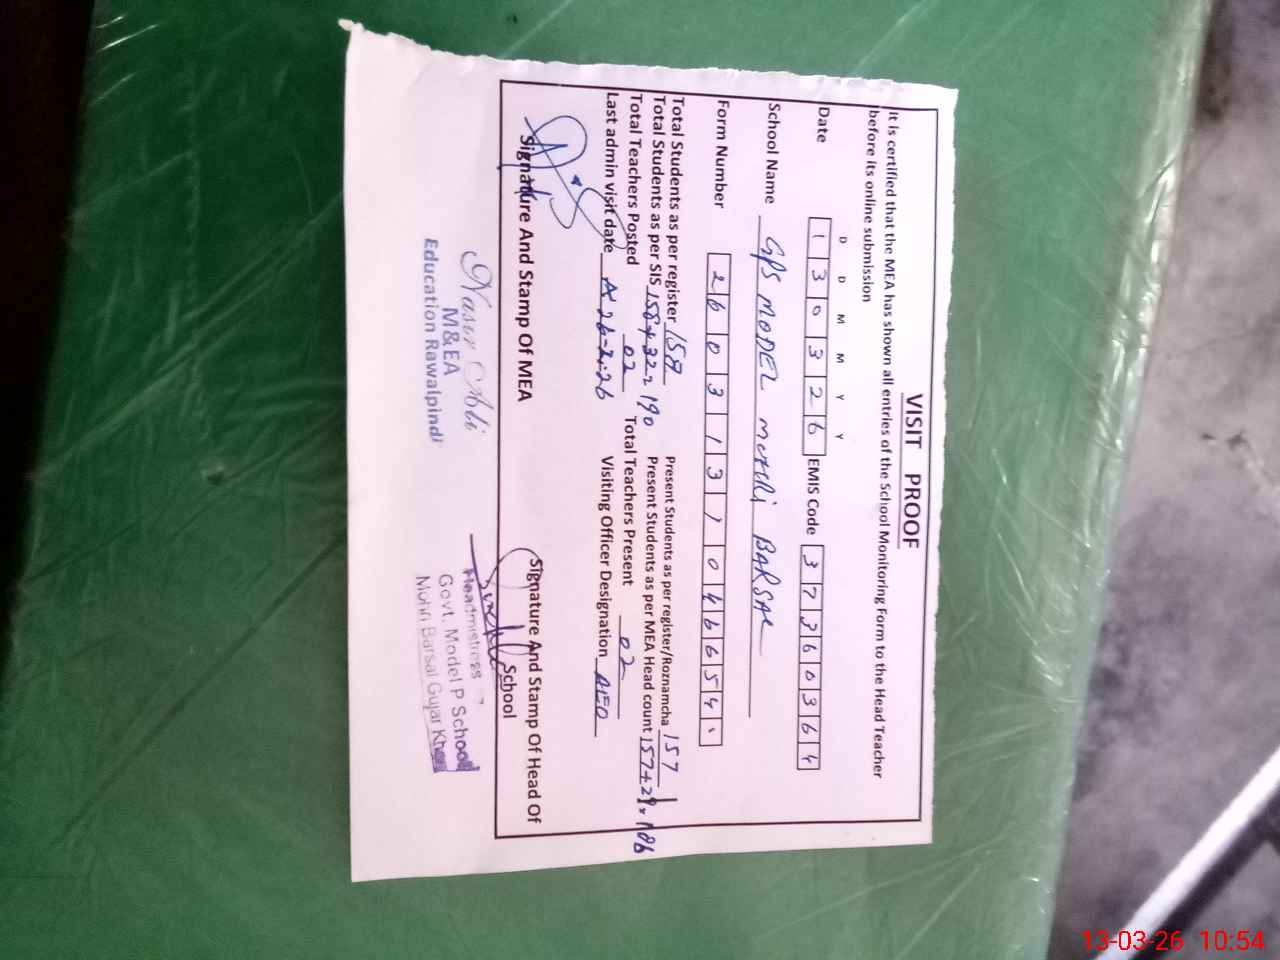 VISIT PROOF
It is certified that the MEA has shown all entries of the School Monitoring Form to the Head Teacher
before its online submission
D D M M Y Y
Date 1 3 0 3 2 6 EMIS Code 3 7 3 6 0 3 6 4
School Name GPS MODEL MOHRI BARSAL
Form Number 2 6 0 3 1 3 1 0 4 6 6 5 4
Total Students as per register 158 Present Students as per register/Roznamcha 157
Total Students as per SIS 158+32=190 Present Students as per MEA Head count 157+29=186
Total Teachers Posted 02 Total Teachers Present 02
Last admin visit date 26-2-26 Visiting Officer Designation AEO
Signature And Stamp Of MEA Signature And Stamp Of Head Of
School
Nasir Ali
M&EA
Education Rawalpindi
Headmistress
Govt. Model P School
Mohri Barsal Gujar Khan
13-03-26 10:54